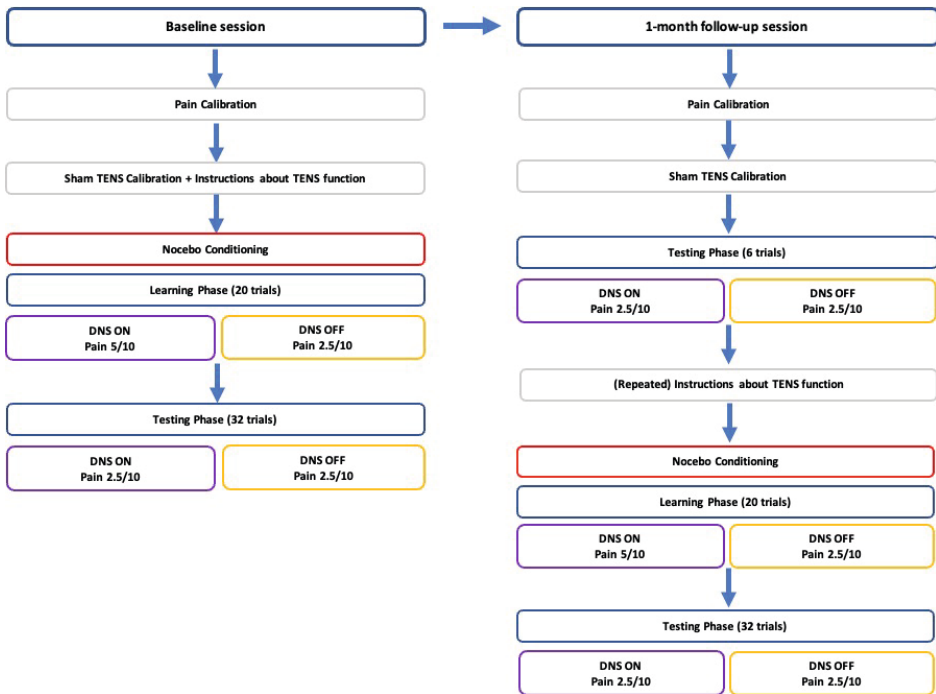 Baseline session
Pain Calibration
Sham TENS Calibration + Instructions about TENS function
Nocebo Conditioning
Learning Phase (20 trials)
DNS ON
Pain 5/10
DNS OFF
Pain 2.5/10
Testing Phase (32 trials)
DNS ON
Pain 2.5/10
DNS OFF
Pain 2.5/10
1-month follow-up session
Pain Calibration
Sham TENS Calibration
Testing Phase (6 trials)
DNS ON
Pain 2.5/10
DNS OFF
Pain 2.5/10
(Repeated) Instructions about TENS function
Nocebo Conditioning
Learning Phase (20 trials)
DNS ON
Pain 5/10
DNS OFF
Pain 2.5/10
Testing Phase (32 trials)
DNS ON
Pain 2.5/10
DNS OFF
Pain 2.5/10